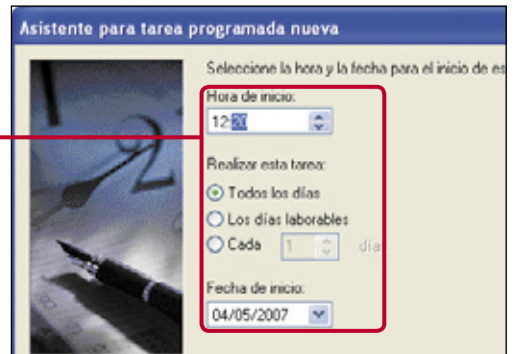 Asistente para tarea programada nueva
Seleccione la hora y la fecha para el inicio de es
Hora de inicio:
12:20
Realizar esta tarea:
Todos los días
Los días laborables
Cada 1 días
Fecha de inicio:
04/05/2007